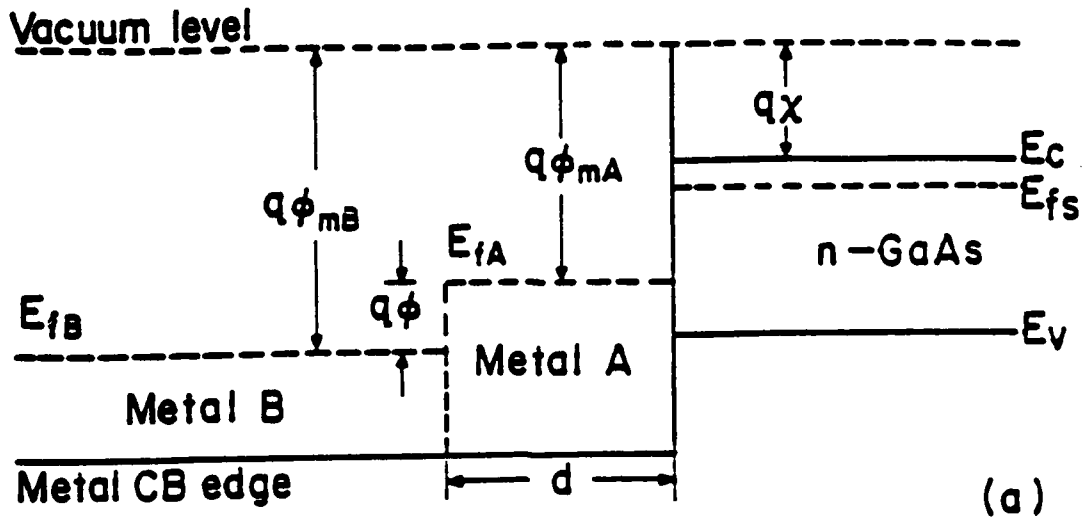 Vacuum level
qχ
Ec
qϕmA
Efs
qϕmB
EfA
n-GaAs
qϕ
EfB
Ev
Metal A
Metal B
d
Metal CB edge
(a)